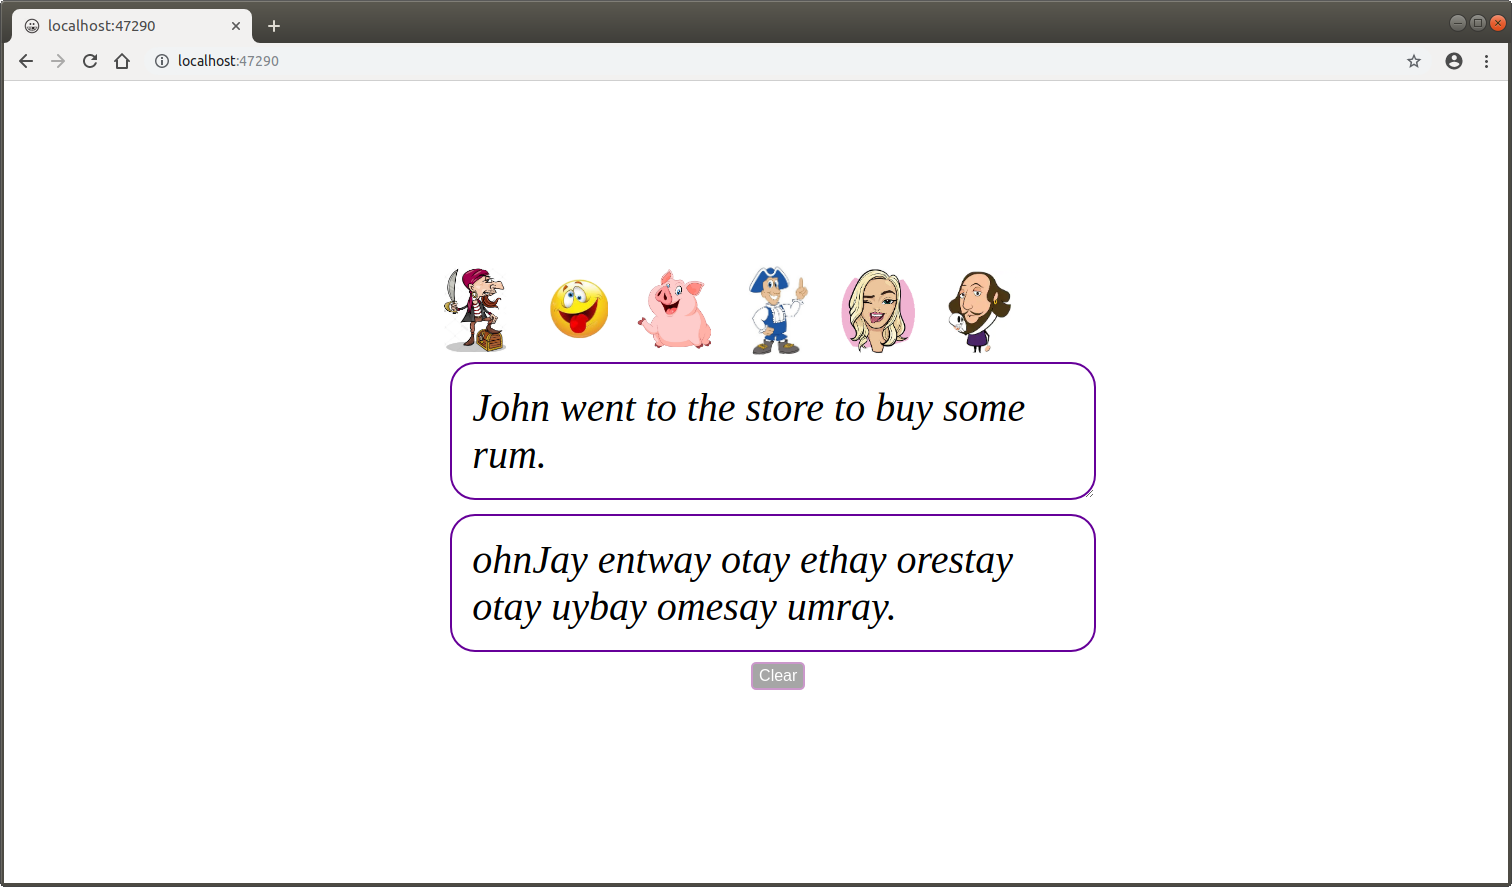 localhost:47290
localhost:47290
John went to the store to buy some
rum.
ohnJay entway otay ethay orestay
otay uybay omesay umray.
Clear